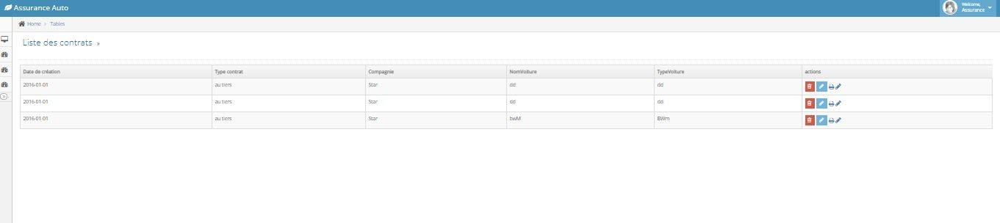 Assurance Auto
Welcome,
Assurance
Home > Tables
Liste des contrats »
Date de création Type contrat Compagnie NomVoiture TypeVoiture actions
2016-01-01 au tiers Star dd dd
2016-01-01 au tiers Star dd dd
2016-01-01 au tiers Star bwM BWm